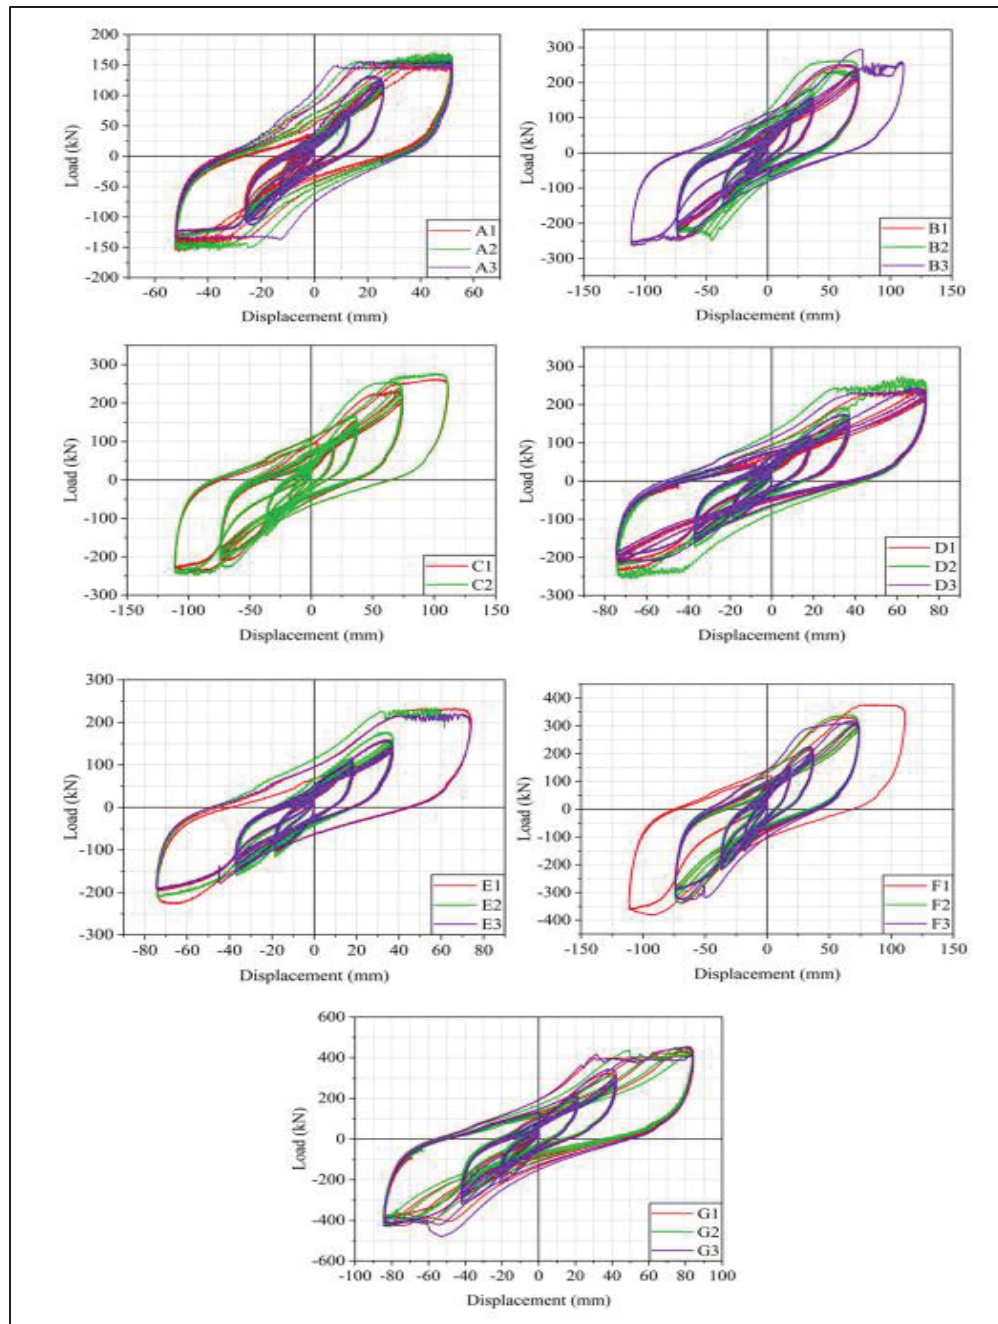 200
150
100
50
0
-50
-100
-150
-200
-60 -40 -20 0 20 40 60
Load (kN)
Displacement (mm)
A1
A2
A3
300
200
100
0
-100
-200
-300
-150 -100 -50 0 50 100 150
Load (kN)
Displacement (mm)
B1
B2
B3
300
200
100
0
-100
-200
-300
-150 -100 -50 0 50 100 150
Load (kN)
Displacement (mm)
C1
C2
300
200
100
0
-100
-200
-300
-80 -60 -40 -20 0 20 40 60 80
Load (kN)
Displacement (mm)
D1
D2
D3
300
200
100
0
-100
-200
-300
-80 -60 -40 -20 0 20 40 60 80
Load (kN)
Displacement (mm)
E1
E2
E3
400
300
200
100
0
-100
-200
-300
-400
-150 -100 -50 0 50 100 150
Load (kN)
Displacement (mm)
F1
F2
F3
600
400
200
0
-200
-400
-600
-100 -80 -60 -40 -20 0 20 40 60 80 100
Load (kN)
Displacement (mm)
G1
G2
G3